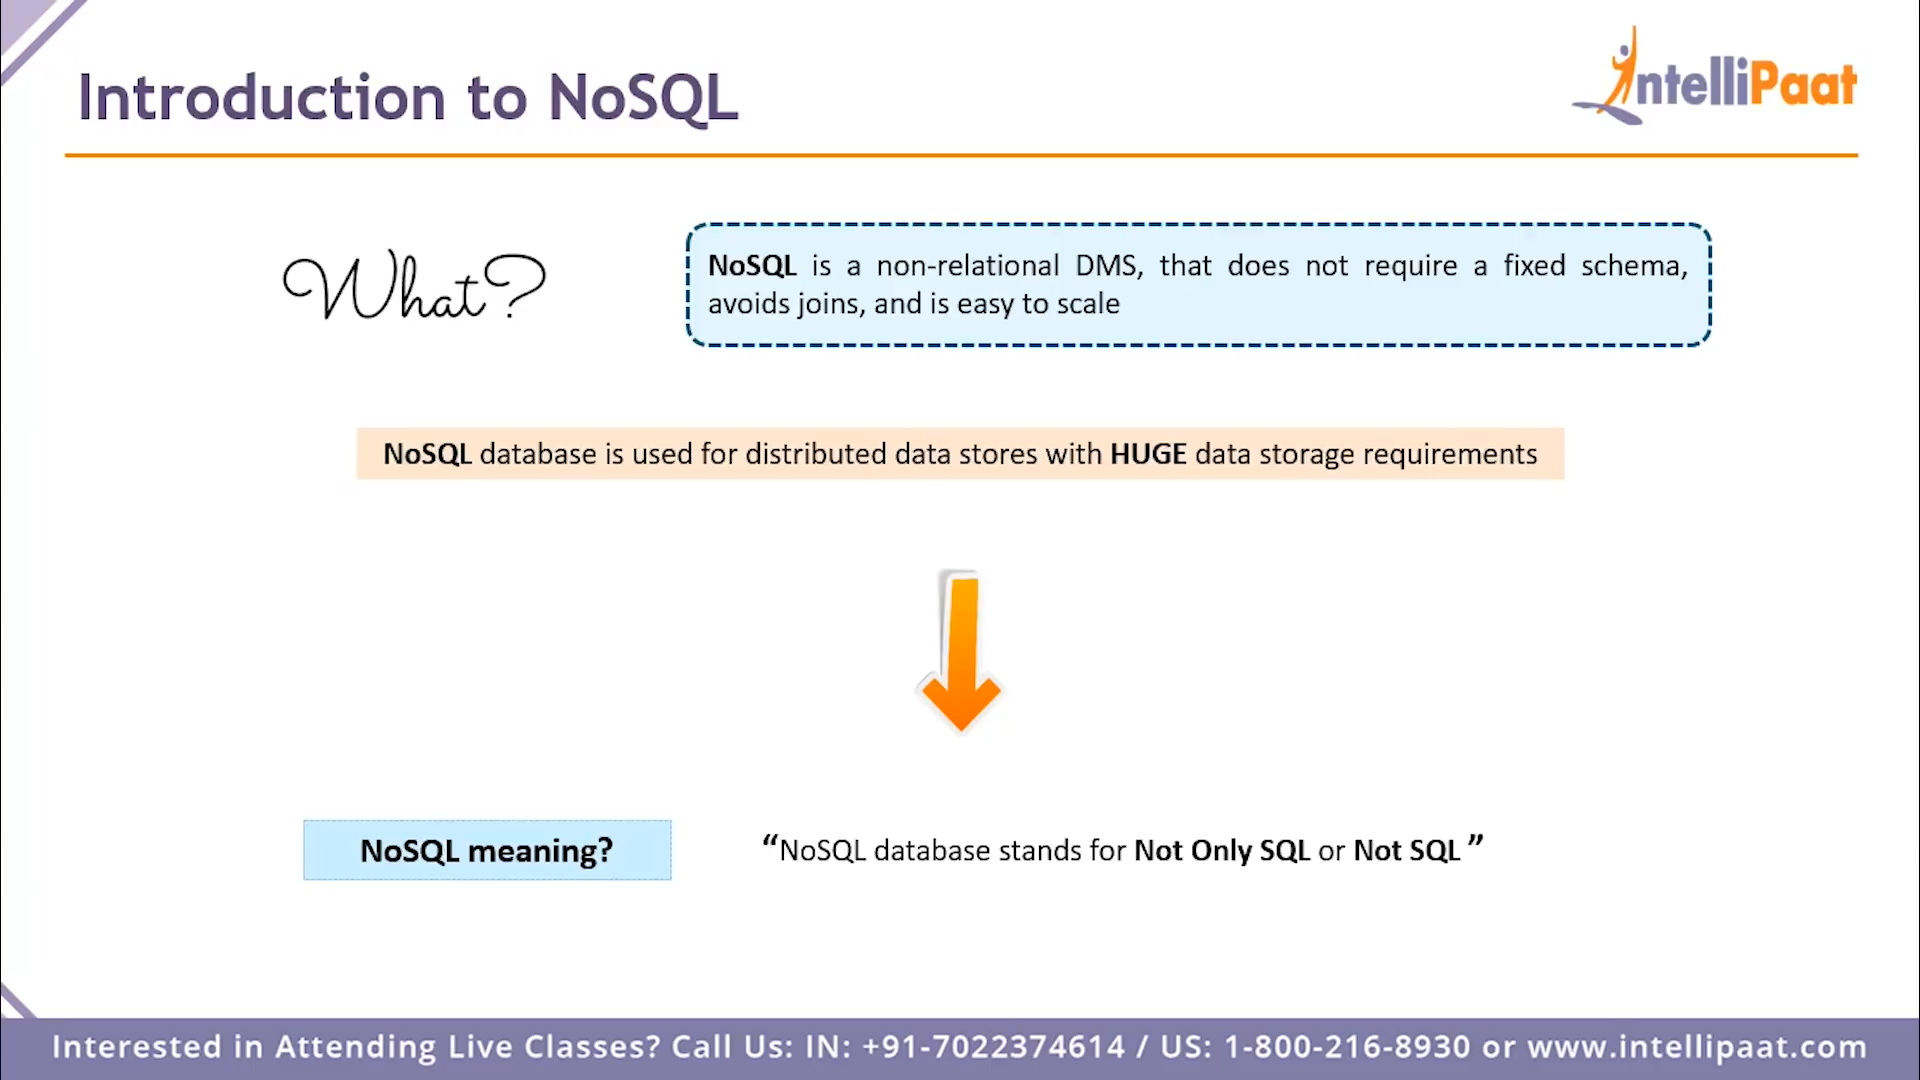 Introduction to NoSQL
IntelliPaat
What?
NoSQL is a non-relational DMS, that does not require a fixed schema,
avoids joins, and is easy to scale
NoSQL database is used for distributed data stores with HUGE data storage requirements
NoSQL meaning?
“NoSQL database stands for Not Only SQL or Not SQL ”
Interested in Attending Live Classes? Call Us: IN: +91-7022374614 / US: 1-800-216-8930 or www.intellipaat.com